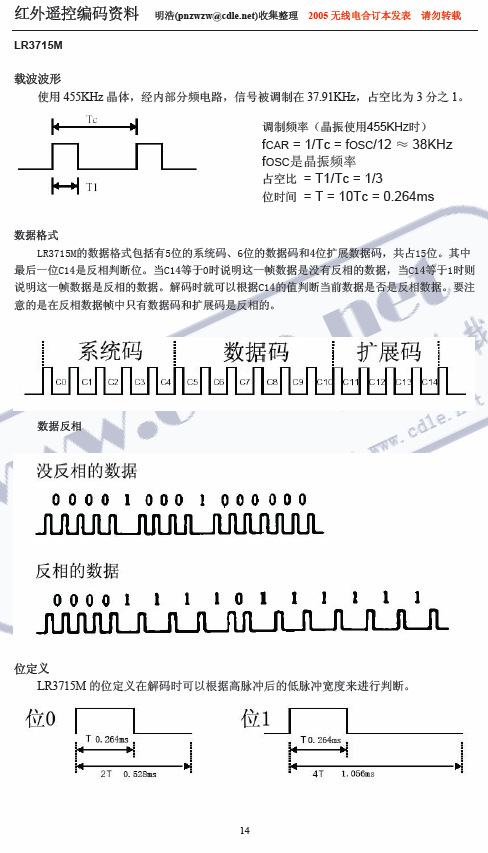 红外遥控编码资料 明浩(pnzwzw@cdle.net)收集整理 2005 无线电合订本发表 请勿转载
LR3715M
载波波形
使用 455KHz 晶体，经内部分频电路，信号被调制在 37.91KHz，占空比为 3 分之 1。
Tc
T1
调制频率（晶振使用455KHz时）
fCAR = 1/Tc = fOSC/12 ≈ 38KHz
fOSC是晶振频率
占空比 = T1/Tc = 1/3
位时间 = T = 10Tc = 0.264ms
数据格式
LR3715M的数据格式包括有5位的系统码、6位的数据码和4位扩展数据码，共占15位。其中
最后一位C14是反相判断位。当C14等于0时说明这一帧数据是没有反相的数据，当C14等于1时则
说明这一帧数据是反相的数据。解码时就可以根据C14的值判断当前数据是否是反相数据。要注
意的是在反相数据帧中只有数据码和扩展码是反相的。
系统码 数据码 扩展码
C0 C1 C2 C3 C4 C5 C6 C7 C8 C9 C10 C11 C12 C13 C14
数据反相
没反相的数据
0 0 0 0 1 0 0 0 1 0 0 0 0 0 0
反相的数据
0 0 0 0 1 1 1 1 0 1 1 1 1 1 1
位定义
LR3715M 的位定义在解码时可以根据高脉冲后的低脉冲宽度来进行判断。
位0
T 0.264ms
2T 0.528ms
位1
T 0.264ms
4T 1.056ms
www.cdle.net
14